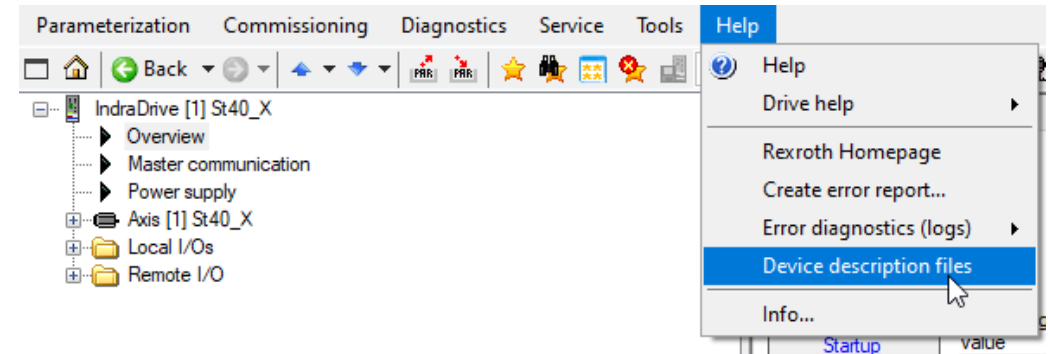 Parameterization Commissioning Diagnostics Service Tools Help
Back
PAR PAR
IndraDrive [1] St40_X
Overview
Master communication
Power supply
Axis [1] St40_X
Local I/Os
Remote I/O
Help
Drive help
Rexroth Homepage
Create error report...
Error diagnostics (logs)
Device description files
Info...
Startup value